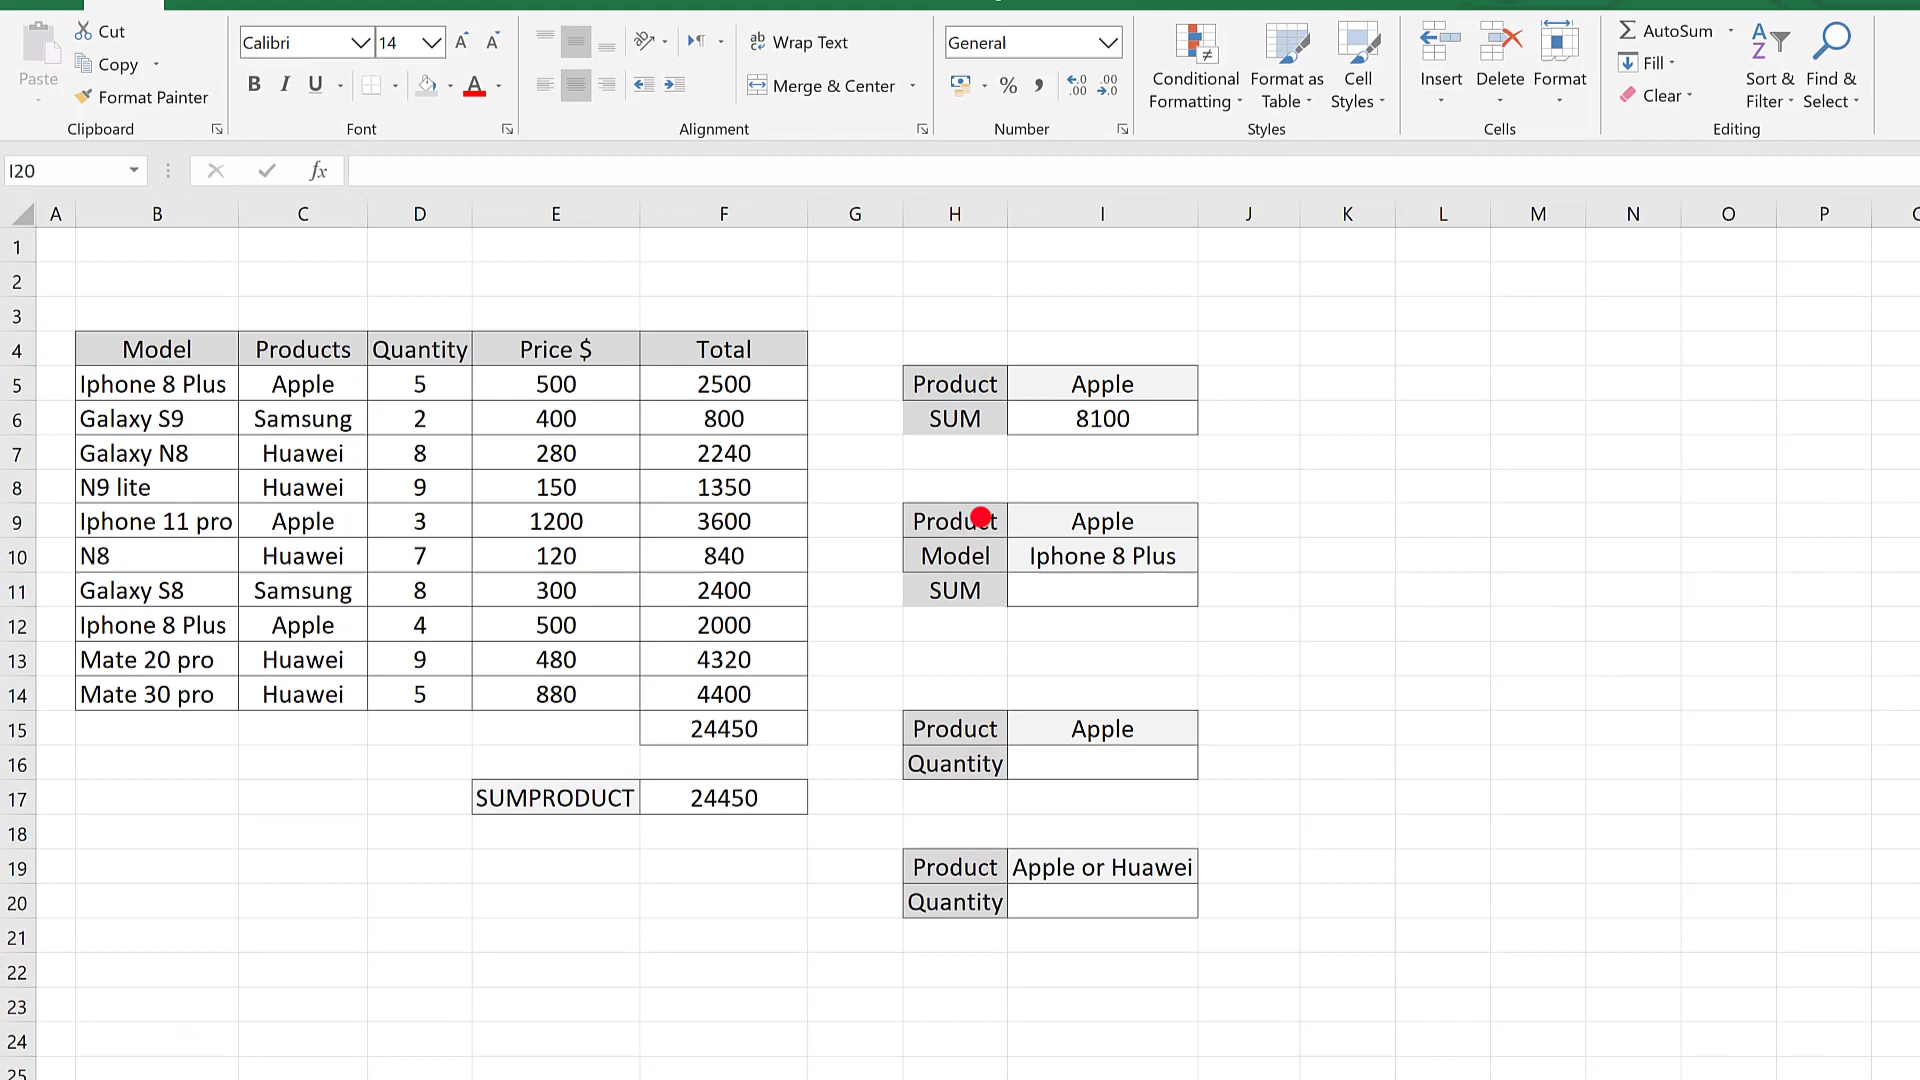 Cut
Copy
Format Painter
Paste
Clipboard
Calibri 14 A A
B I U A
Font
ab Wrap Text
Merge & Center
Alignment
General
% , .0 .00 .00 .0
Number
Conditional Formatting
Format as Table
Cell Styles
Styles
Insert Delete Format
Cells
AutoSum
Fill
Clear
Sort & Filter
Find & Select
Editing
I20 fx
A B C D E F G H I J K L M N O P
1
2
3
4 Model Products Quantity Price $ Total
5 Iphone 8 Plus Apple 5 500 2500 Product Apple
6 Galaxy S9 Samsung 2 400 800 SUM 8100
7 Galaxy N8 Huawei 8 280 2240
8 N9 lite Huawei 9 150 1350
9 Iphone 11 pro Apple 3 1200 3600 Product Apple
10 N8 Huawei 7 120 840 Model Iphone 8 Plus
11 Galaxy S8 Samsung 8 300 2400 SUM
12 Iphone 8 Plus Apple 4 500 2000
13 Mate 20 pro Huawei 9 480 4320
14 Mate 30 pro Huawei 5 880 4400
15 24450 Product Apple
16 Quantity
17 SUMPRODUCT 24450
18
19 Product Apple or Huawei
20 Quantity
21
22
23
24
25